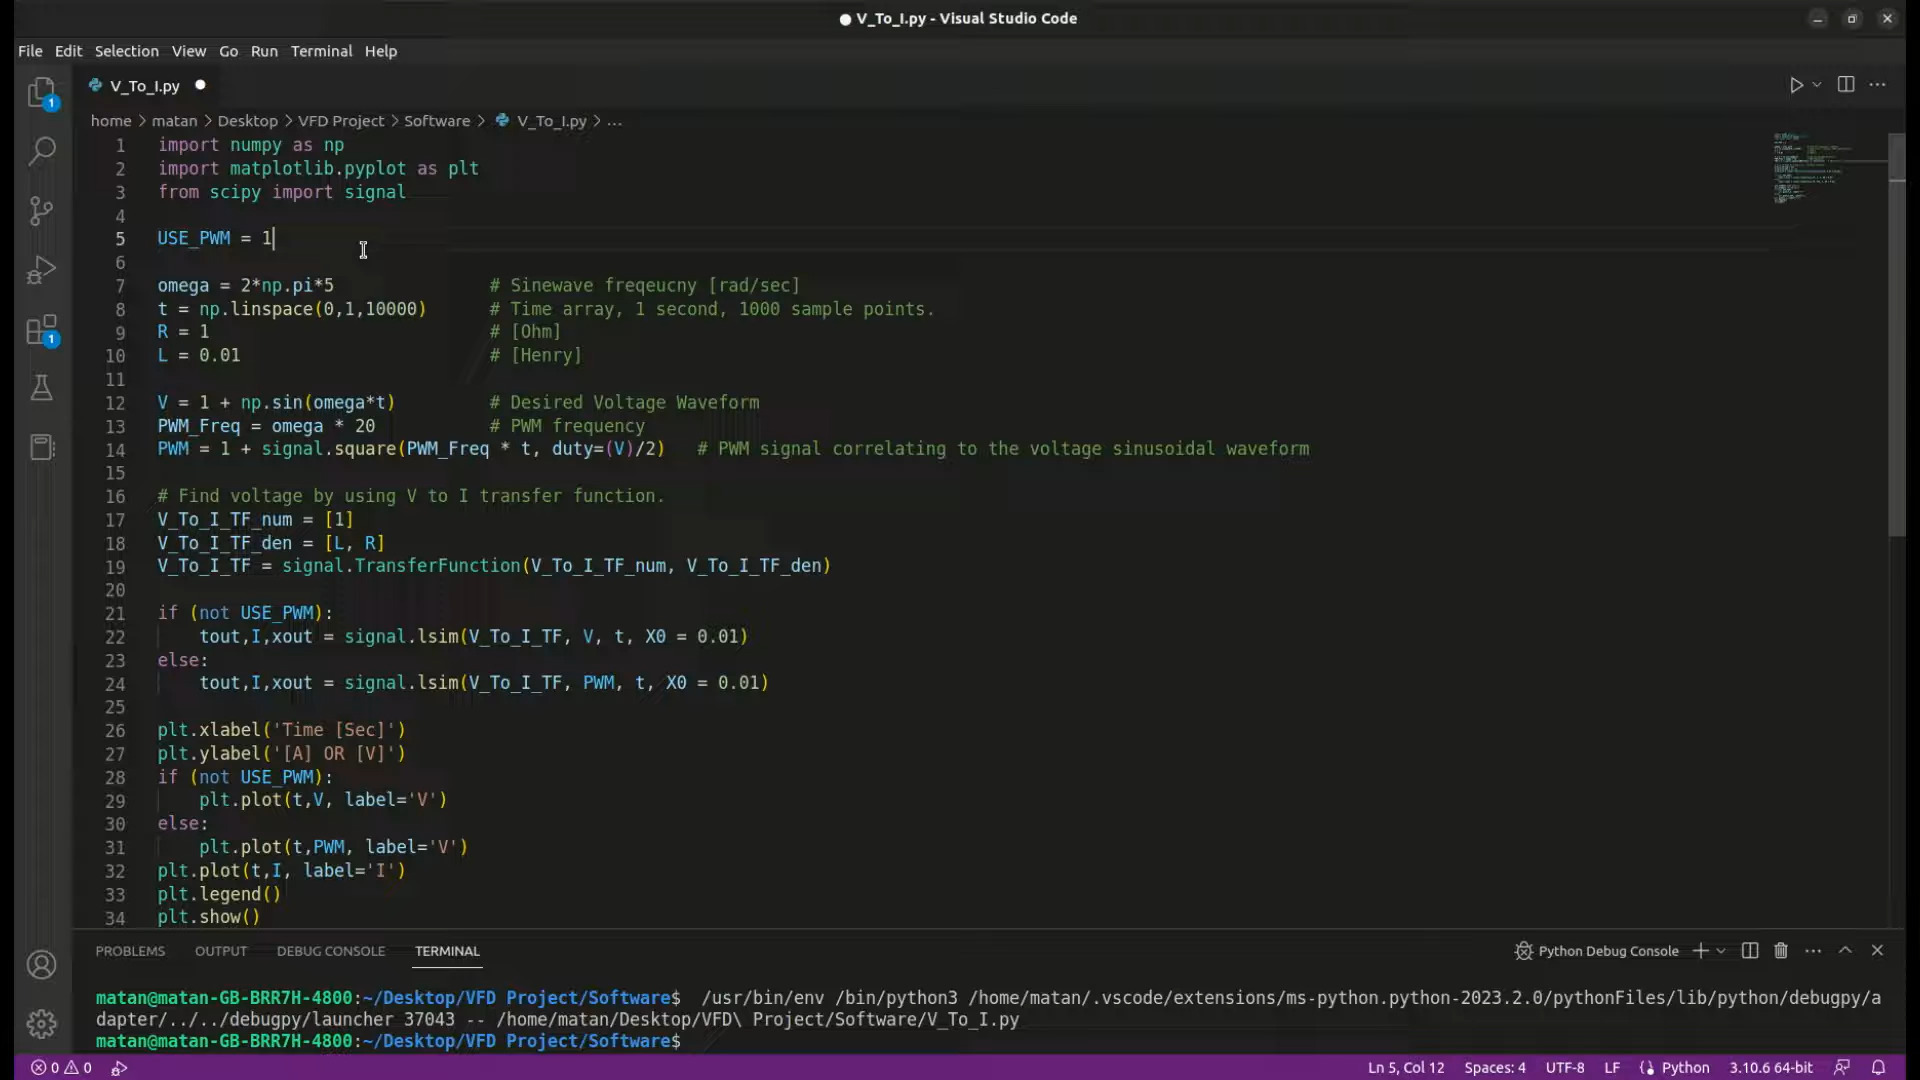 V_To_I.py - Visual Studio Code
File Edit Selection View Go Run Terminal Help
V_To_I.py
home > matan > Desktop > VFD Project > Software > V_To_I.py > ...
1 import numpy as np
2 import matplotlib.pyplot as plt
3 from scipy import signal
4
5 USE_PWM = 1
6
7 omega = 2*np.pi*5 # Sinewave freqeucny [rad/sec]
8 t = np.linspace(0,1,10000) # Time array, 1 second, 1000 sample points.
9 R = 1 # [Ohm]
10 L = 0.01 # [Henry]
11
12 V = 1 + np.sin(omega*t) # Desired Voltage Waveform
13 PWM_Freq = omega * 20 # PWM frequency
14 PWM = 1 + signal.square(PWM_Freq * t, duty=(V)/2) # PWM signal correlating to the voltage sinusoidal waveform
15
16 # Find voltage by using V to I transfer function.
17 V_To_I_TF_num = [1]
18 V_To_I_TF_den = [L, R]
19 V_To_I_TF = signal.TransferFunction(V_To_I_TF_num, V_To_I_TF_den)
20
21 if (not USE_PWM):
22 tout,I,xout = signal.lsim(V_To_I_TF, V, t, X0 = 0.01)
23 else:
24 tout,I,xout = signal.lsim(V_To_I_TF, PWM, t, X0 = 0.01)
25
26 plt.xlabel('Time [Sec]')
27 plt.ylabel('[A] OR [V]')
28 if (not USE_PWM):
29 plt.plot(t,V, label='V')
30 else:
31 plt.plot(t,PWM, label='V')
32 plt.plot(t,I, label='I')
33 plt.legend()
34 plt.show()
1
1
PROBLEMS OUTPUT DEBUG CONSOLE TERMINAL Python Debug Console
matan@matan-GB-BRR7H-4800:~/Desktop/VFD Project/Software$ /usr/bin/env /bin/python3 /home/matan/.vscode/extensions/ms-python.python-2023.2.0/pythonFiles/lib/python/debugpy/a
dapter/../../debugpy/launcher 37043 -- /home/matan/Desktop/VFD\ Project/Software/V_To_I.py
matan@matan-GB-BRR7H-4800:~/Desktop/VFD Project/Software$
0 0 Ln 5, Col 12 Spaces: 4 UTF-8 LF Python 3.10.6 64-bit